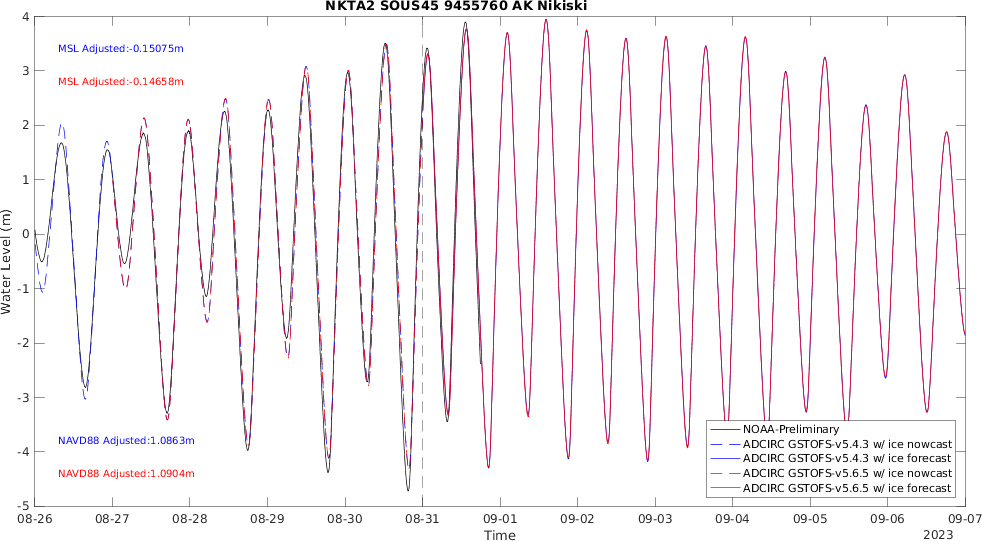 NKTA2 SOUS45 9455760 AK Nikiski
4
3
2
1
0
-1
-2
-3
-4
-5
Water Level (m)
MSL Adjusted:-0.15075m
MSL Adjusted:-0.14658m
NAVD88 Adjusted:1.0863m
NAVD88 Adjusted:1.0904m
NOAA-Preliminary
ADCIRC GSTOFS-v5.4.3 w/ ice nowcast
ADCIRC GSTOFS-v5.4.3 w/ ice forecast
ADCIRC GSTOFS-v5.6.5 w/ ice nowcast
ADCIRC GSTOFS-v5.6.5 w/ ice forecast
08-26 08-27 08-28 08-29 08-30 08-31 09-01 09-02 09-03 09-04 09-05 09-06 09-07
Time
2023